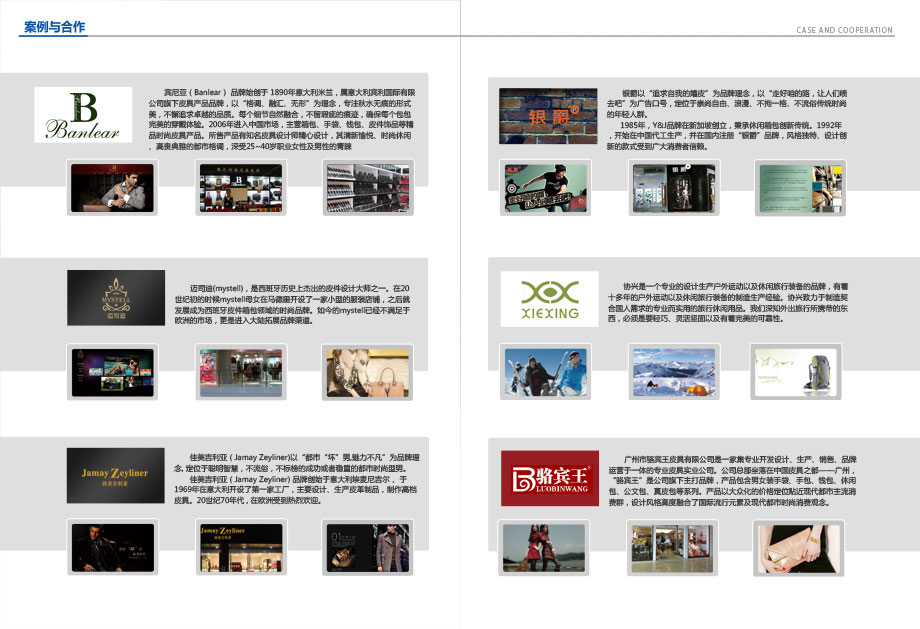 案例与合作
CASE AND COOPERATION
B
Banlear
宾尼亚(Banlear)品牌始创于 1890年意大利米兰,属意大利宾利国际有限
公司旗下皮具产品品牌,以“格调、融汇、无形”为理念,专注秋水无痕的形式
美,不懈追求卓越的品质。每个细节自然融合,不留瑕疵的痕迹,确保每个包包
完美的穿戴体验。2006年进入中国市场,主营箱包、手袋、钱包、皮件饰品等精
品时尚皮具产品。所售产品有知名皮具设计师精心设计,其清新愉悦、时尚休闲
、高贵典雅的都市格调,深受25~40岁职业女性及男性的青睐
MYSTELL
迈司迪
迈司迪(mystell),是西班牙历史上杰出的皮件设计大师之一。在20
世纪初的时候mystell母女在马德里开设了一家小型的服装店铺,之后就
发展成为西班牙皮件箱包领域的时尚品牌。如今的mystell已经不满足于
欧洲的市场,更是进入大陆拓展品牌渠道。
Jamay Zeyliner
佳美吉利亚
佳美吉利亚(Jamay Zeyliner)以“都市“坏”男,魅力不凡”为品牌理
念。定位于聪明智慧,不流俗,不标榜的成功或者稳重的都市时尚型男。
佳美吉利亚(Jamay Zeyliner) 品牌创始于意大利埃麦尼吉尔,于
1969年在意大利开设了第一家工厂,主要设计、生产皮革制品,制作高档
皮具。20世纪70年代,在欧洲受到热烈欢迎。
Jamay Zeyliner
01
银爵
银爵以“追求自我的嬉皮”为品牌理念,以“走好咱的路,让人们喷
去吧”为广告口号,定位于崇尚自由、浪漫、不拘一格、不流俗传统时尚
的年轻人群。
1985年,Y&J品牌在新加坡创立,秉承休闲箱包创新传统。1992年
,开始在中国代工生产,并在国内注册“银爵”品牌,风格独特、设计创
新的款式受到广大消费者信赖。
银爵
XIEXING
协兴是一个专业的设计生产户外运动以及休闲旅行装备的品牌,有着
十多年的户外运动以及休闲旅行装备的制造生产经验。协兴致力于制造契
合国人需求的专业而实用的旅行休闲用品。我们深知外出旅行所携带的东
西,必须是要轻巧、灵活坚固以及有着完美的可靠性。
骆宾王
LUOBINWANG
广州市骆宾王皮具有限公司是一家集专业开发设计、生产、销售、品牌
运营于一体的专业皮具实业公司。公司总部坐落在中国皮具之都——广州,
“骆宾王”是公司旗下主打品牌,产品包含男女装手袋、手包、钱包、休闲
包、公文包、真皮包等系列。产品以大众化的价格定位贴近现代都市主流消
费群,设计风格高度融合了国际流行元素及现代都市时尚消费观念。